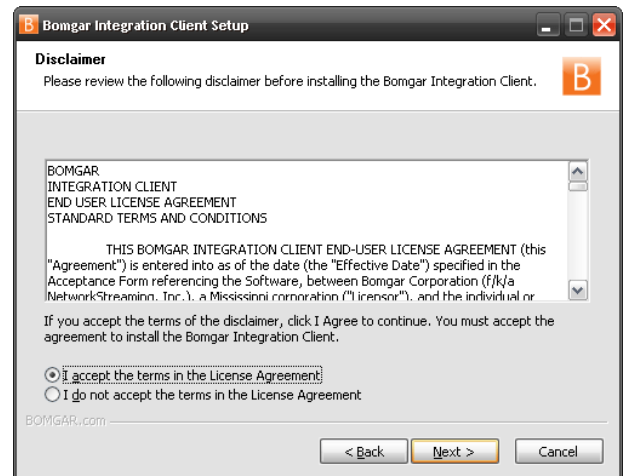 B Bomgar Integration Client Setup
Disclaimer
Please review the following disclaimer before installing the Bomgar Integration Client.
B
BOMGAR
INTEGRATION CLIENT
END USER LICENSE AGREEMENT
STANDARD TERMS AND CONDITIONS
THIS BOMGAR INTEGRATION CLIENT END-USER LICENSE AGREEMENT (this
"Agreement") is entered into as of the date (the "Effective Date") specified in the
Acceptance Form referencing the Software, between Bomgar Corporation (f/k/a
NetworkStreaming, Inc.), a Mississippi corporation ("Licensor"), and the individual or
If you accept the terms of the disclaimer, click I Agree to continue. You must accept the
agreement to install the Bomgar Integration Client.
I accept the terms in the License Agreement
I do not accept the terms in the License Agreement
BOMGAR.com
< Back Next > Cancel